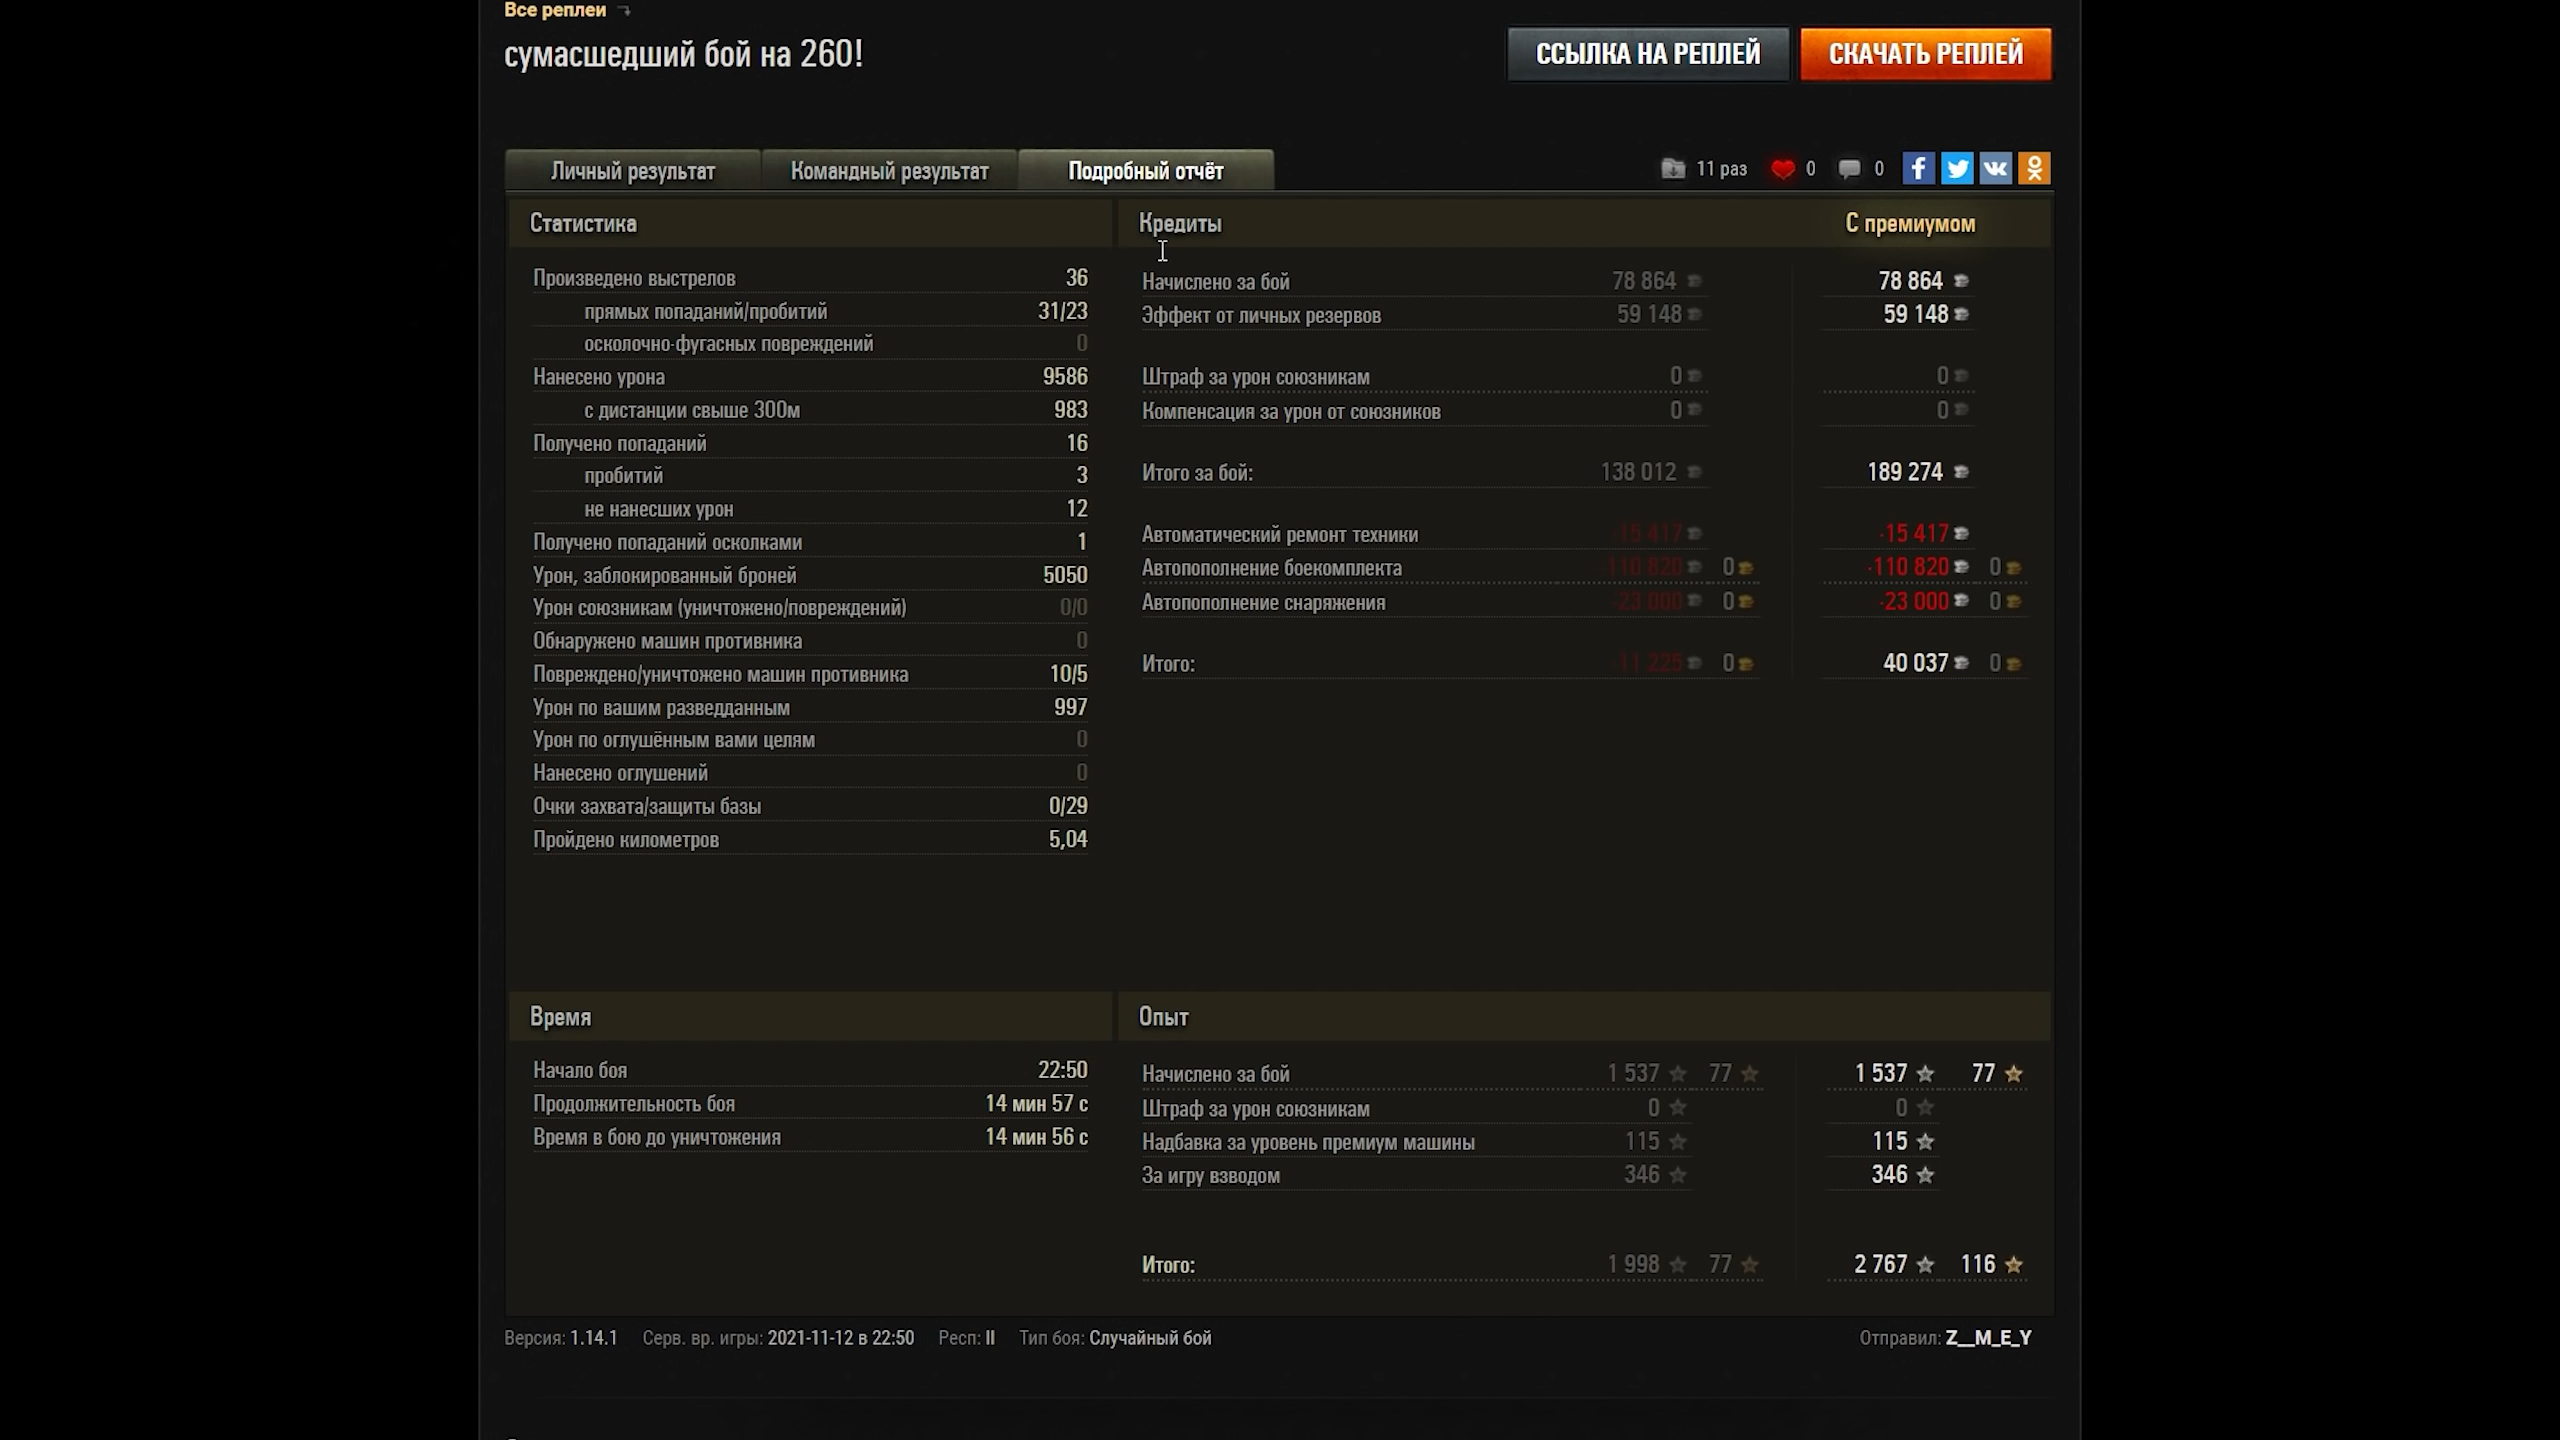 Все реплеи
сумасшедший бой на 260!
ССЫЛКА НА РЕПЛЕЙ
СКАЧАТЬ РЕПЛЕЙ
Личный результат
Командный результат
Подробный отчёт
11 раз 0 0
Статистика
Произведено выстрелов 36
прямых попаданий/пробитий 31/23
осколочно-фугасных повреждений 0
Нанесено урона 9586
с дистанции свыше 300м 983
Получено попаданий 16
пробитий 3
не нанесших урон 12
Получено попаданий осколками 1
Урон, заблокированный броней 5050
Урон союзникам (уничтожено/повреждений) 0/0
Обнаружено машин противника 0
Повреждено/уничтожено машин противника 10/5
Урон по вашим разведданным 997
Урон по оглушённым вами целям 0
Нанесено оглушений 0
Очки захвата/защиты базы 0/29
Пройдено километров 5,04
Кредиты С премиумом
Начислено за бой 78 864 78 864
Эффект от личных резервов 59 148 59 148
Штраф за урон союзникам 0 0
Компенсация за урон от союзников 0 0
Итого за бой: 138 012 189 274
Автоматический ремонт техники -15 417 -15 417
Автопополнение боекомплекта -110 820 0 -110 820 0
Автопополнение снаряжения -23 000 0 -23 000 0
Итого: -11 225 0 40 037 0
Время
Начало боя 22:50
Продолжительность боя 14 мин 57 с
Время в бою до уничтожения 14 мин 56 с
Опыт
Начислено за бой 1 537 77 1 537 77
Штраф за урон союзникам 0 0
Надбавка за уровень премиум машины 115 115
За игру взводом 346 346
Итого: 1 998 77 2 767 116
Версия: 1.14.1 Серв. вр. игры: 2021-11-12 в 22:50 Респ: II Тип боя: Случайный бой
Отправил: Z__M_E_Y